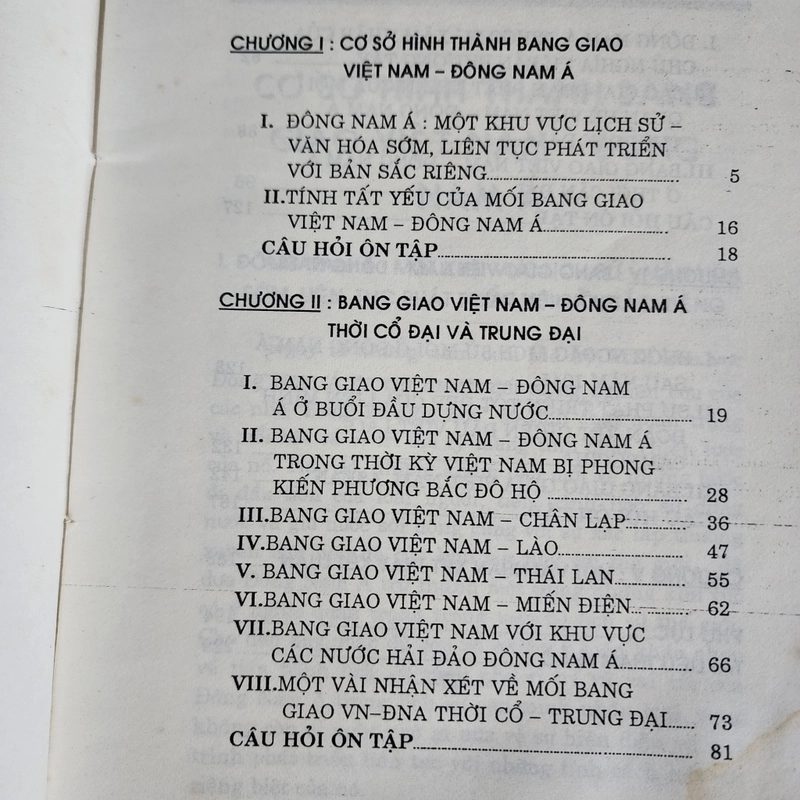 CHƯƠNG I : CƠ SỞ HÌNH THÀNH BANG GIAO
VIỆT NAM – ĐÔNG NAM Á
I. ĐÔNG NAM Á : MỘT KHU VỰC LỊCH SỬ –
VĂN HÓA SỚM, LIÊN TỤC PHÁT TRIỂN
VỚI BẢN SẮC RIÊNG 5
II.TÍNH TẤT YẾU CỦA MỐI BANG GIAO
VIỆT NAM – ĐÔNG NAM Á 16
CÂU HỎI ÔN TẬP 18
CHƯƠNG II : BANG GIAO VIỆT NAM – ĐÔNG NAM Á
THỜI CỔ ĐẠI VÀ TRUNG ĐẠI
I. BANG GIAO VIỆT NAM – ĐÔNG NAM
Á Ở BUỔI ĐẦU DỰNG NƯỚC 19
II. BANG GIAO VIỆT NAM – ĐÔNG NAM Á
TRONG THỜI KỲ VIỆT NAM BỊ PHONG
KIẾN PHƯƠNG BẮC ĐÔ HỘ 28
III.BANG GIAO VIỆT NAM – CHÂN LẠP 36
IV.BANG GIAO VIỆT NAM – LÀO 47
V. BANG GIAO VIỆT NAM – THÁI LAN 55
VI.BANG GIAO VIỆT NAM – MIẾN ĐIỆN 62
VII.BANG GIAO VIỆT NAM VỚI KHU VỰC
CÁC NƯỚC HẢI ĐẢO ĐÔNG NAM Á 66
VIII.MỘT VÀI NHẬN XÉT VỀ MỐI BANG
GIAO VN–ĐNA THỜI CỔ – TRUNG ĐẠI 73
CÂU HỎI ÔN TẬP 81